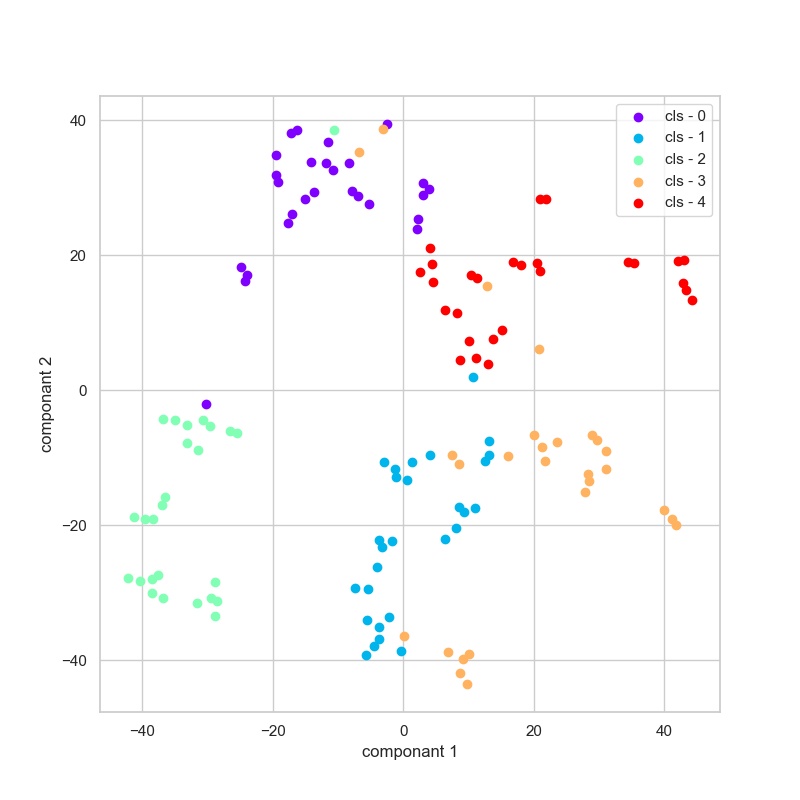 cls - 0
cls - 1
cls - 2
cls - 3
cls - 4
40
20
0
−20
−40
componant 2
−40
−20
0
20
40
componant 1